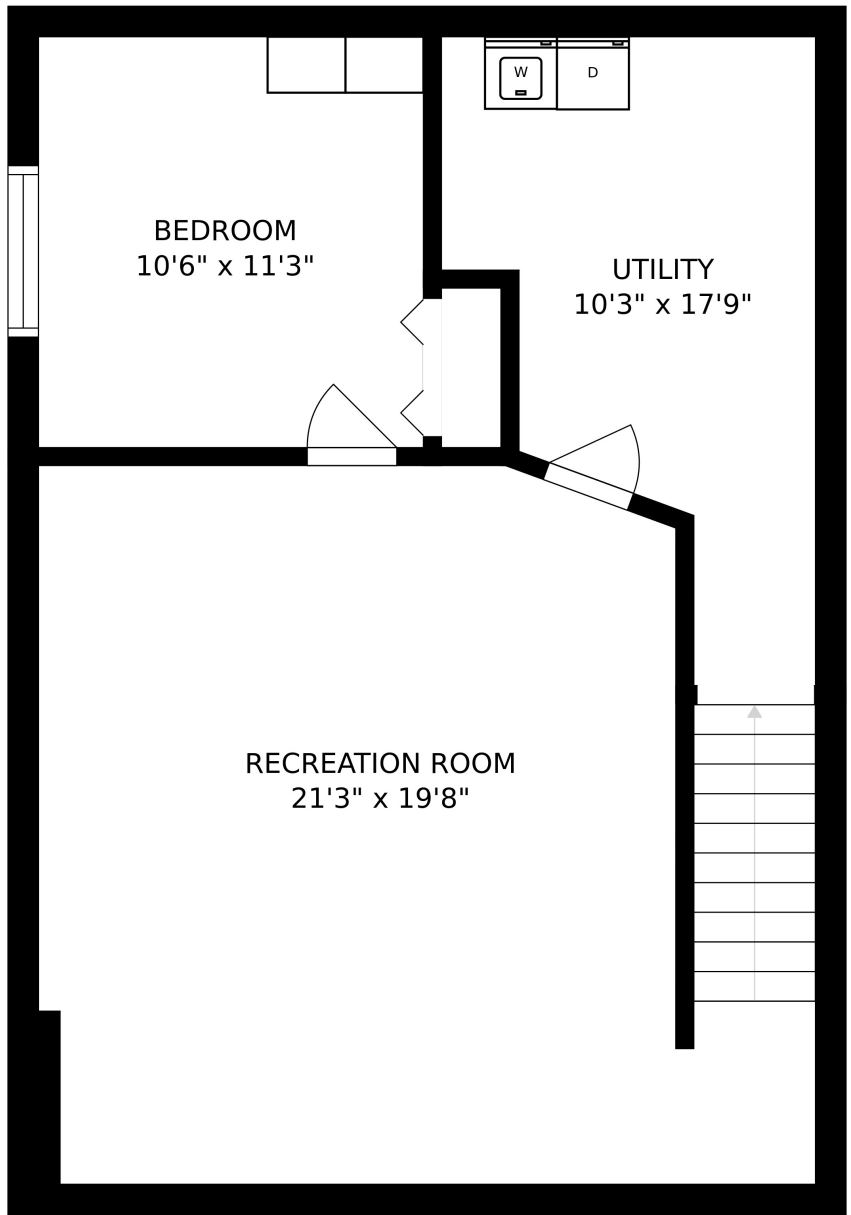 W
D
BEDROOM
10'6" x 11'3"
UTILITY
10'3" x 17'9"
RECREATION ROOM
21'3" x 19'8"